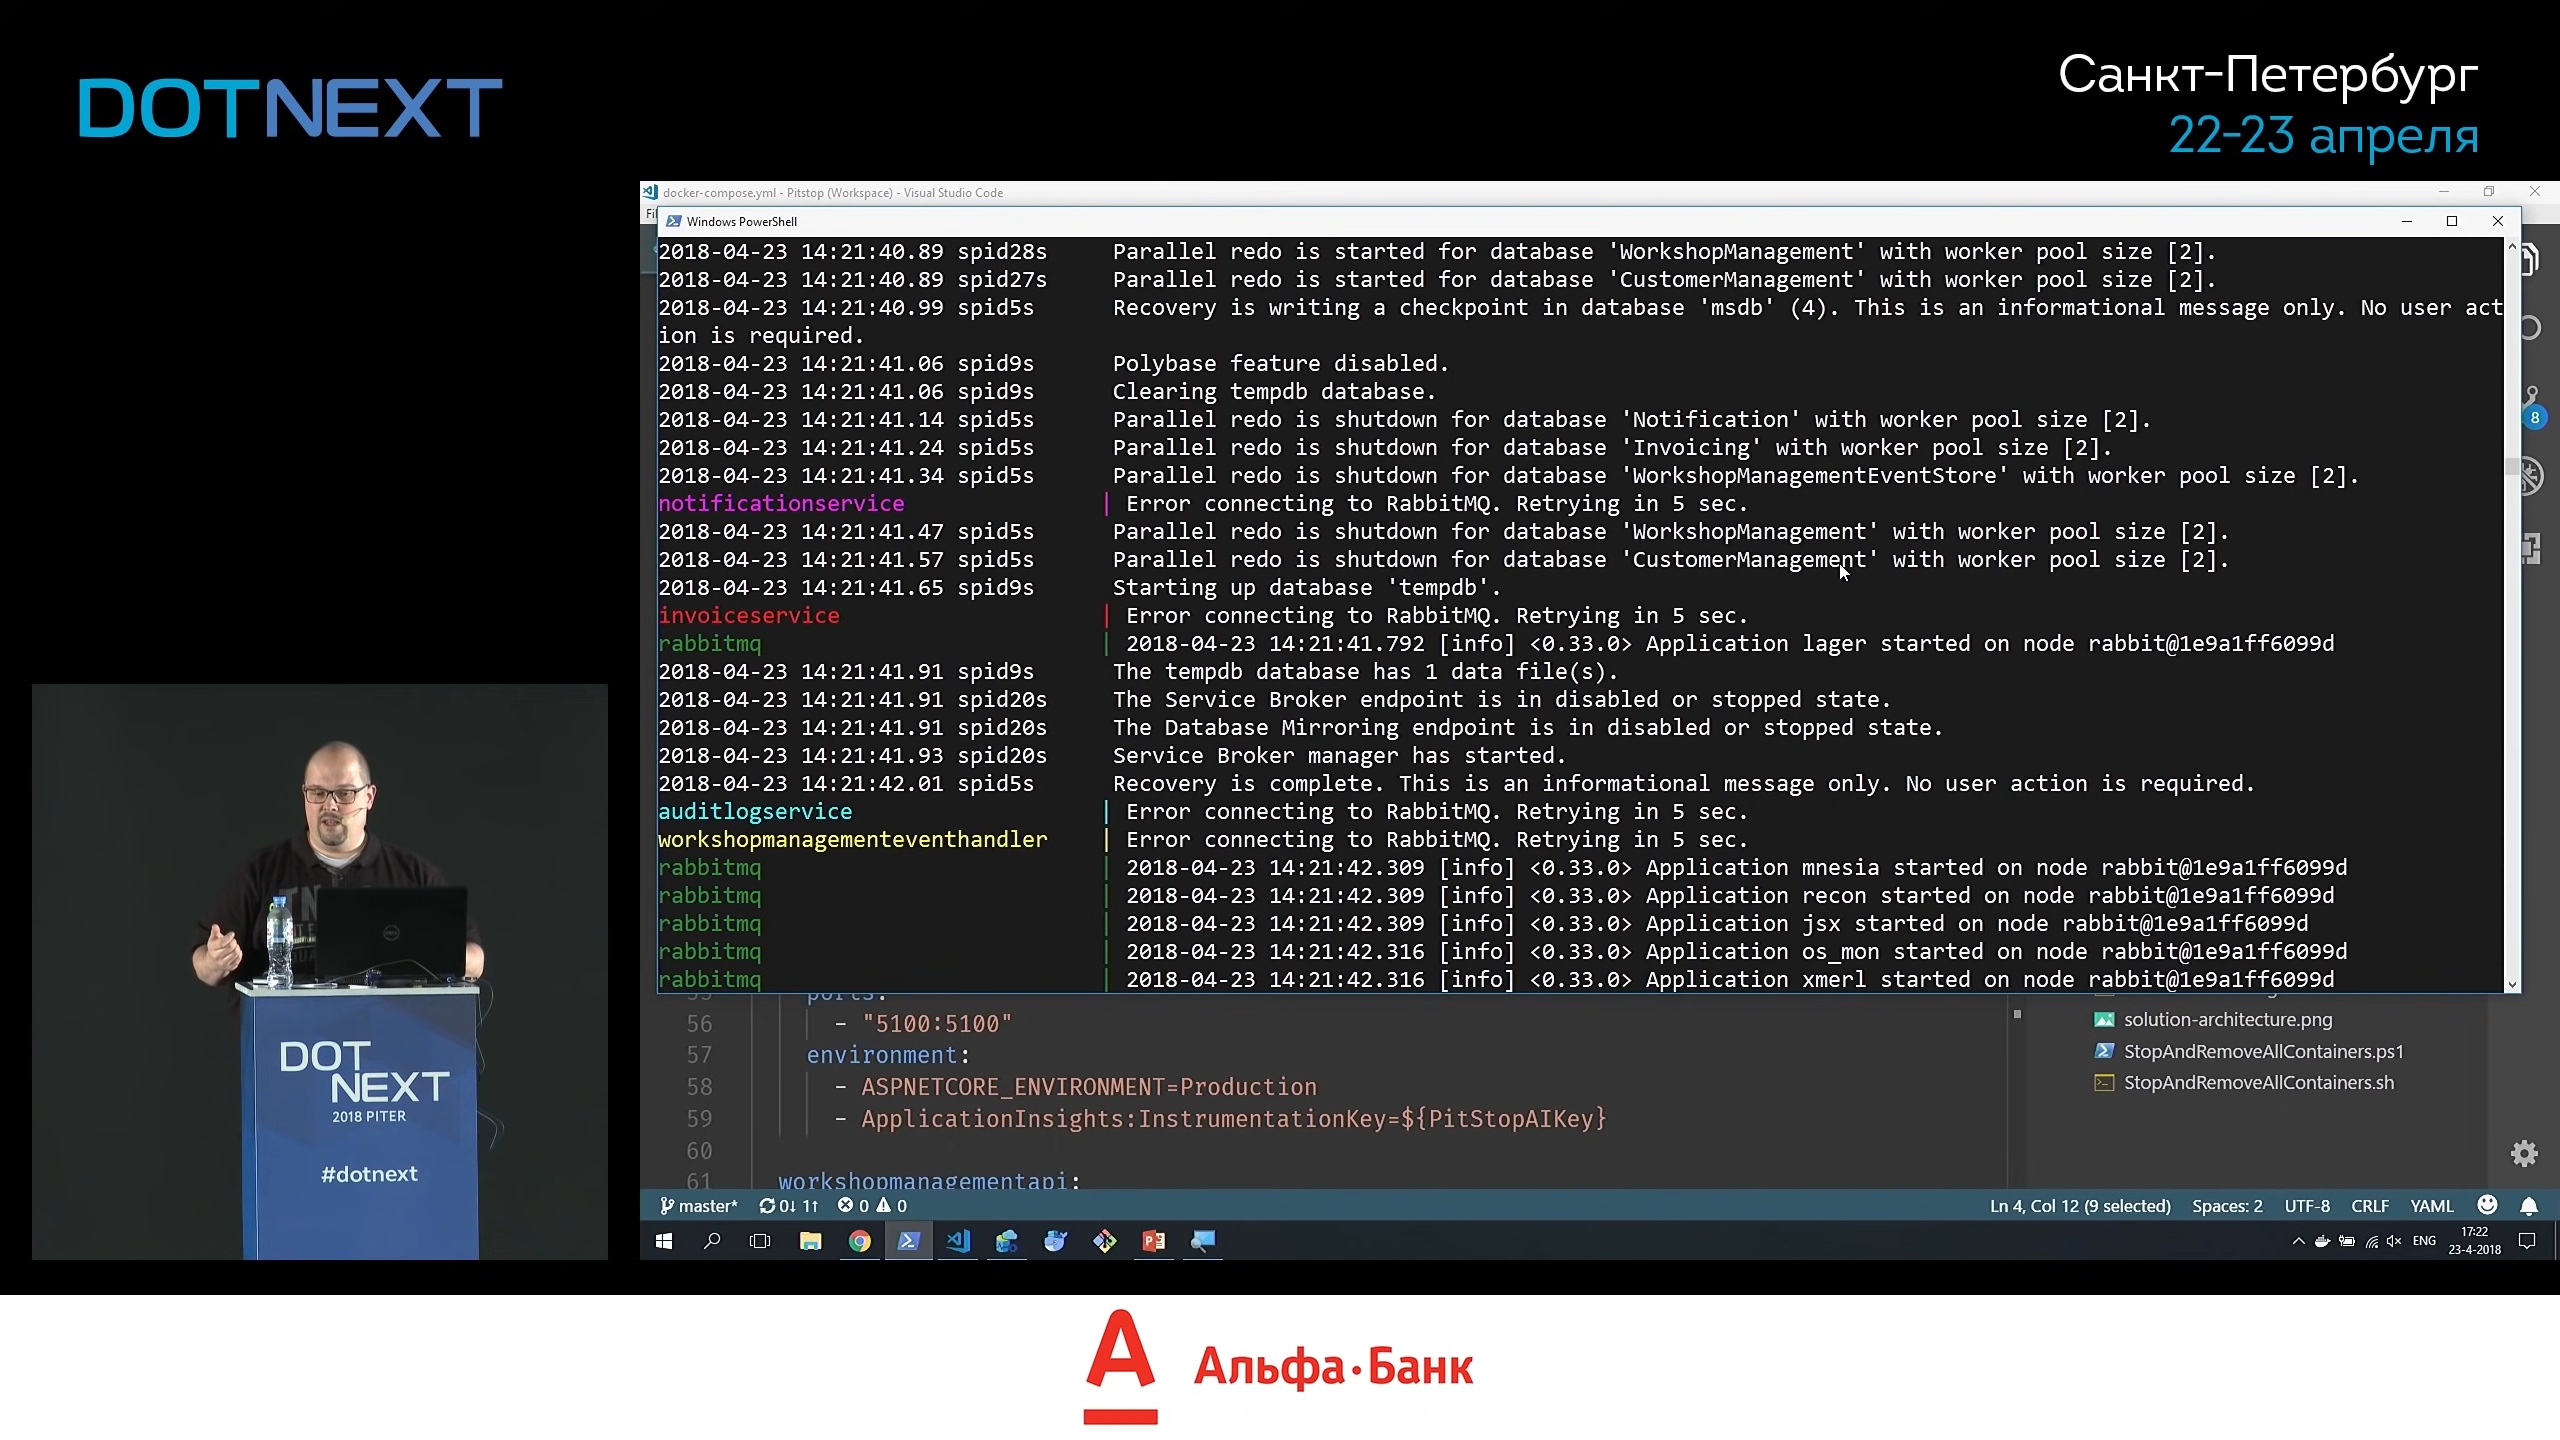 DOTNEXT
Санкт-Петербург
22-23 апреля
docker-compose.yml - Pitstop (Workspace) - Visual Studio Code
Windows PowerShell
2018-04-23 14:21:40.89 spid28s Parallel redo is started for database 'WorkshopManagement' with worker pool size [2].
2018-04-23 14:21:40.89 spid27s Parallel redo is started for database 'CustomerManagement' with worker pool size [2].
2018-04-23 14:21:40.99 spid5s Recovery is writing a checkpoint in database 'msdb' (4). This is an informational message only. No user act
ion is required.
2018-04-23 14:21:41.06 spid9s Polybase feature disabled.
2018-04-23 14:21:41.06 spid9s Clearing tempdb database.
2018-04-23 14:21:41.14 spid5s Parallel redo is shutdown for database 'Notification' with worker pool size [2].
2018-04-23 14:21:41.24 spid5s Parallel redo is shutdown for database 'Invoicing' with worker pool size [2].
2018-04-23 14:21:41.34 spid5s Parallel redo is shutdown for database 'WorkshopManagementEventStore' with worker pool size [2].
notificationservice | Error connecting to RabbitMQ. Retrying in 5 sec.
2018-04-23 14:21:41.47 spid5s Parallel redo is shutdown for database 'WorkshopManagement' with worker pool size [2].
2018-04-23 14:21:41.57 spid5s Parallel redo is shutdown for database 'CustomerManagement' with worker pool size [2].
2018-04-23 14:21:41.65 spid9s Starting up database 'tempdb'.
invoiceservice | Error connecting to RabbitMQ. Retrying in 5 sec.
rabbitmq | 2018-04-23 14:21:41.792 [info] <0.33.0> Application lager started on node rabbit@1e9a1ff6099d
2018-04-23 14:21:41.91 spid9s The tempdb database has 1 data file(s).
2018-04-23 14:21:41.91 spid20s The Service Broker endpoint is in disabled or stopped state.
2018-04-23 14:21:41.91 spid20s The Database Mirroring endpoint is in disabled or stopped state.
2018-04-23 14:21:41.93 spid20s Service Broker manager has started.
2018-04-23 14:21:42.01 spid5s Recovery is complete. This is an informational message only. No user action is required.
auditlogservice | Error connecting to RabbitMQ. Retrying in 5 sec.
workshopmanagementeventhandler | Error connecting to RabbitMQ. Retrying in 5 sec.
rabbitmq | 2018-04-23 14:21:42.309 [info] <0.33.0> Application mnesia started on node rabbit@1e9a1ff6099d
rabbitmq | 2018-04-23 14:21:42.309 [info] <0.33.0> Application recon started on node rabbit@1e9a1ff6099d
rabbitmq | 2018-04-23 14:21:42.309 [info] <0.33.0> Application jsx started on node rabbit@1e9a1ff6099d
rabbitmq | 2018-04-23 14:21:42.316 [info] <0.33.0> Application os_mon started on node rabbit@1e9a1ff6099d
rabbitmq | 2018-04-23 14:21:42.316 [info] <0.33.0> Application xmerl started on node rabbit@1e9a1ff6099d
ports:
56 - "5100:5100"
57 environment:
58 - ASPNETCORE_ENVIRONMENT=Production
59 - ApplicationInsights:InstrumentationKey=${PitStopAIKey}
60
61 workshopmanagementapi:
solution-architecture.png
StopAndRemoveAllContainers.ps1
StopAndRemoveAllContainers.sh
8
master* 0↓ 1↑ 0 0
Ln 4, Col 12 (9 selected) Spaces: 2 UTF-8 CRLF YAML
ENG
17:22
23-4-2018
DOT
NEXT
2018 PITER
#dotnext
Альфа·Банк